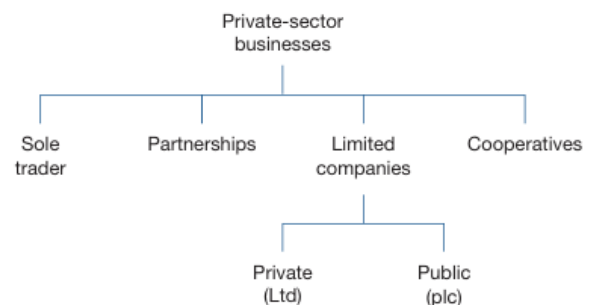 Private-sector
businesses
Sole
trader
Partnerships
Limited
companies
Cooperatives
Private
(Ltd)
Public
(plc)